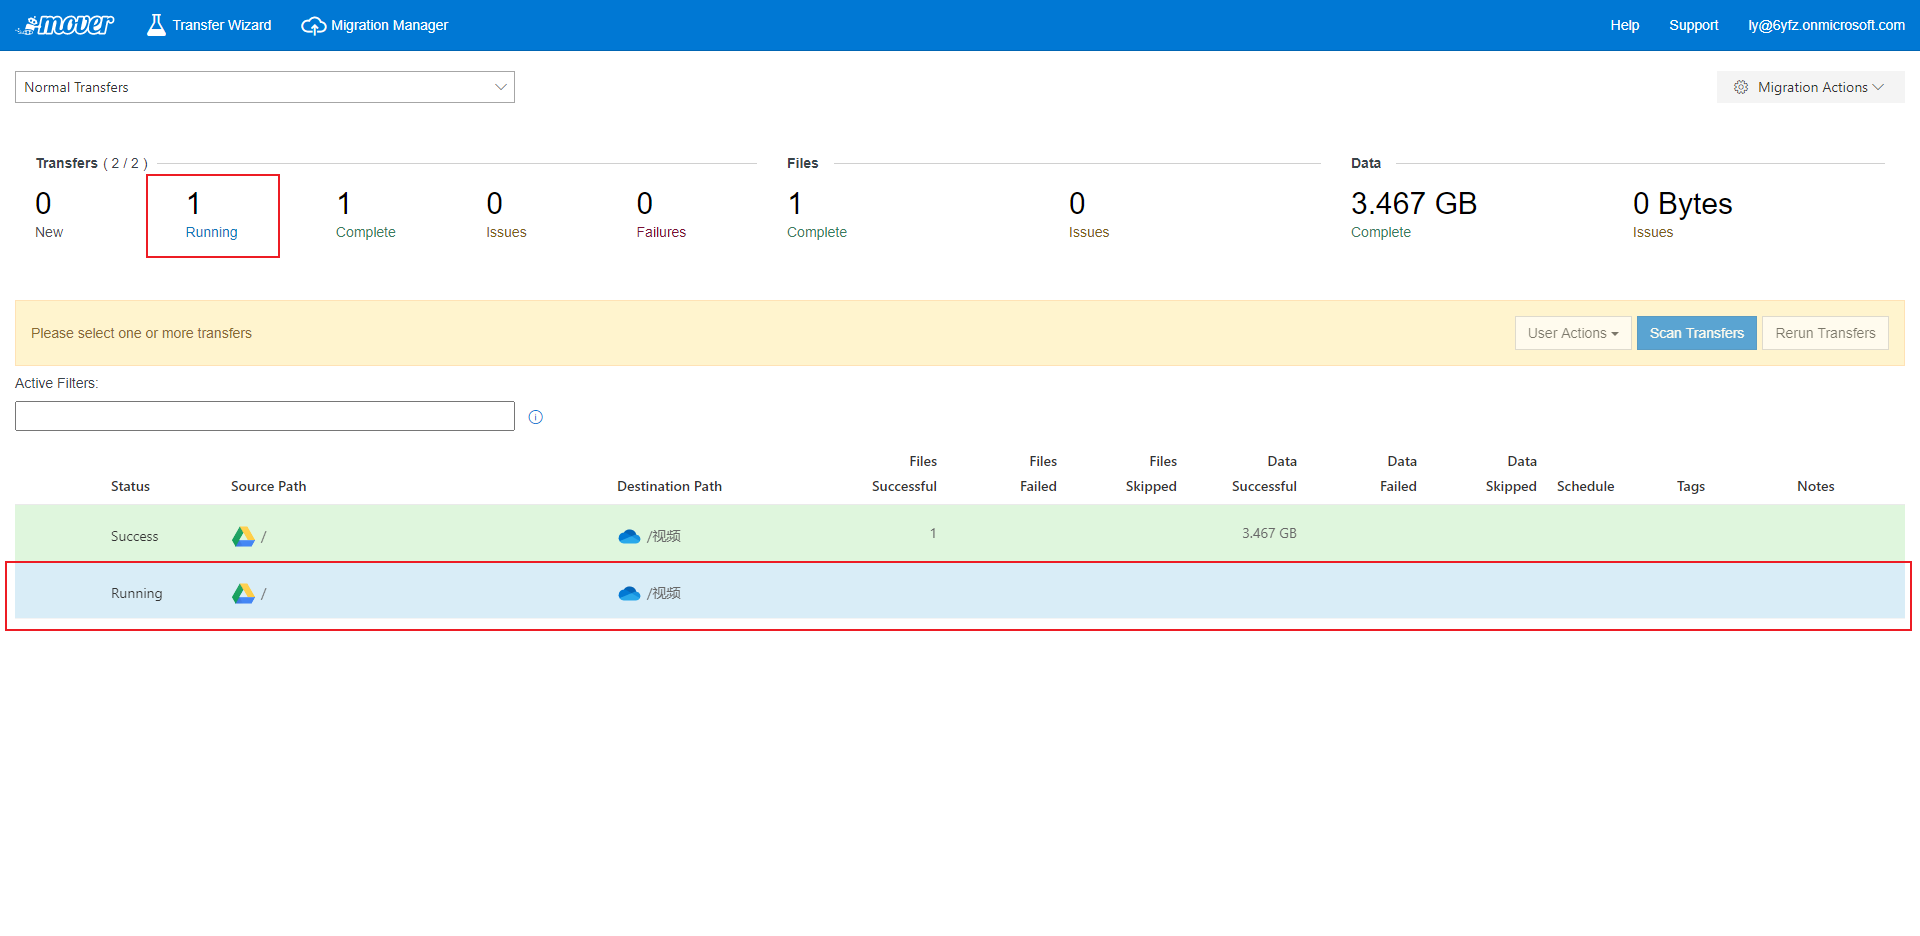 mover Transfer Wizard Migration Manager Help Support ly@6yfz.onmicrosoft.com
Normal Transfers Migration Actions
Transfers ( 2 / 2 ) Files Data
0 1 1 0 0 1 0 3.467 GB 0 Bytes
New Running Complete Issues Failures Complete Issues Complete Issues
Please select one or more transfers User Actions Scan Transfers Rerun Transfers
Active Filters:
Files Files Files Data Data Data
Status Source Path Destination Path Successful Failed Skipped Successful Failed Skipped Schedule Tags Notes
Success / /视频 1 3.467 GB
Running / /视频